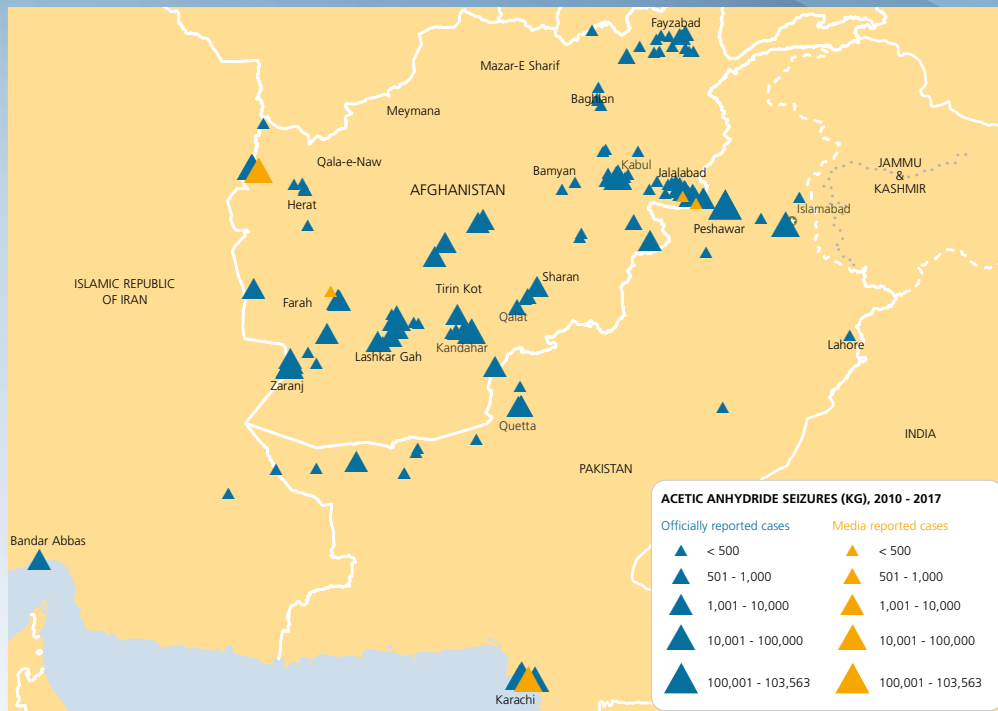 Fayzabad
Mazar-E Sharif
Baghlan
Meymana
Qala-e-Naw
Kabul
Bamyan
Jalalabad
JAMMU
&
KASHMIR
AFGHANISTAN
Herat
Islamabad
Peshawar
Sharan
ISLAMIC REPUBLIC
OF IRAN
Tirin Kot
Farah
Qalat
Lashkar Gah
Kandahar
Lahore
Zaranj
Quetta
INDIA
PAKISTAN
Bandar Abbas
Karachi
ACETIC ANHYDRIDE SEIZURES (KG), 2010 - 2017
Officially reported cases
< 500
501 - 1,000
1,001 - 10,000
10,001 - 100,000
100,001 - 103,563
Media reported cases
< 500
501 - 1,000
1,001 - 10,000
10,001 - 100,000
100,001 - 103,563